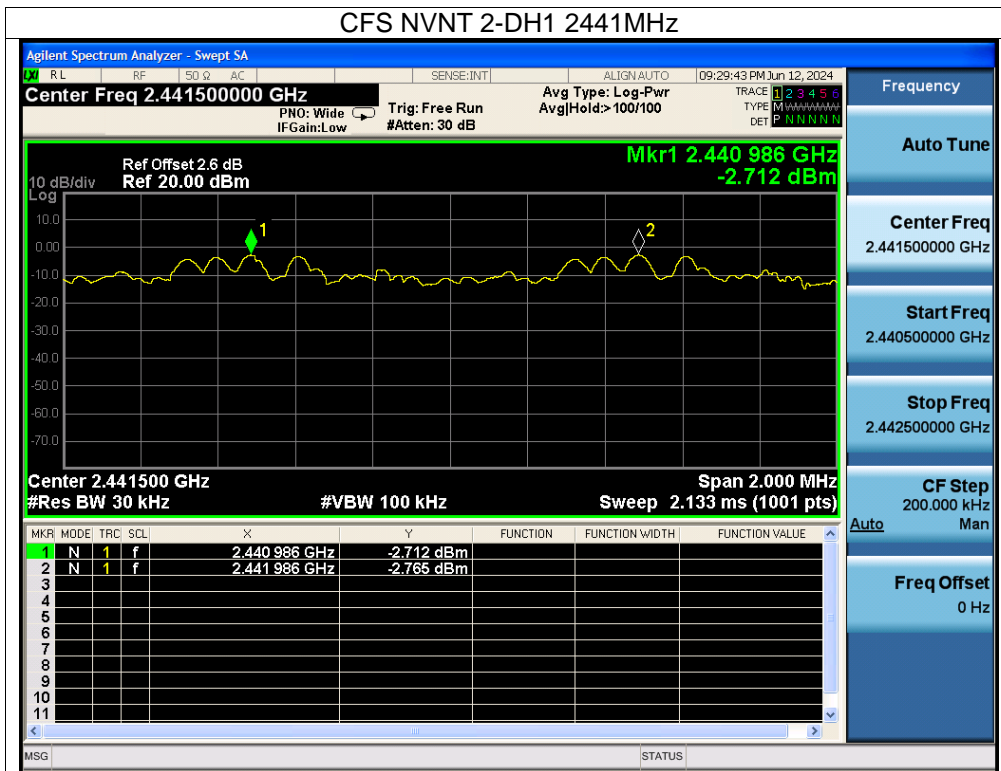 CFS NVNT 2-DH1 2441MHz
Agilent Spectrum Analyzer - Swept SA
LXI RL RF 50 Ω AC SENSE:INT ALIGN AUTO 09:29:43 PM Jun 12, 2024
Center Freq 2.441500000 GHz
PNO: Wide
IFGain:Low
Trig: Free Run
#Atten: 30 dB
Avg Type: Log-Pwr
Avg|Hold:>100/100
TRACE 1 2 3 4 5 6
TYPE M WWWWW
DET P N N N N N
Ref Offset 2.6 dB
10 dB/div Ref 20.00 dBm
Log
Mkr1 2.440 986 GHz
-2.712 dBm
10.0
0.00
-10.0
-20.0
-30.0
-40.0
-50.0
-60.0
-70.0
1
2
Center 2.441500 GHz Span 2.000 MHz
#Res BW 30 kHz #VBW 100 kHz Sweep 2.133 ms (1001 pts)
MKR MODE TRC SCL X Y FUNCTION FUNCTION WIDTH FUNCTION VALUE
1 N 1 f 2.440 986 GHz -2.712 dBm
2 N 1 f 2.441 986 GHz -2.765 dBm
3
4
5
6
7
8
9
10
11
MSG STATUS
Frequency
Auto Tune
Center Freq
2.441500000 GHz
Start Freq
2.440500000 GHz
Stop Freq
2.442500000 GHz
CF Step
200.000 kHz
Auto Man
Freq Offset
0 Hz